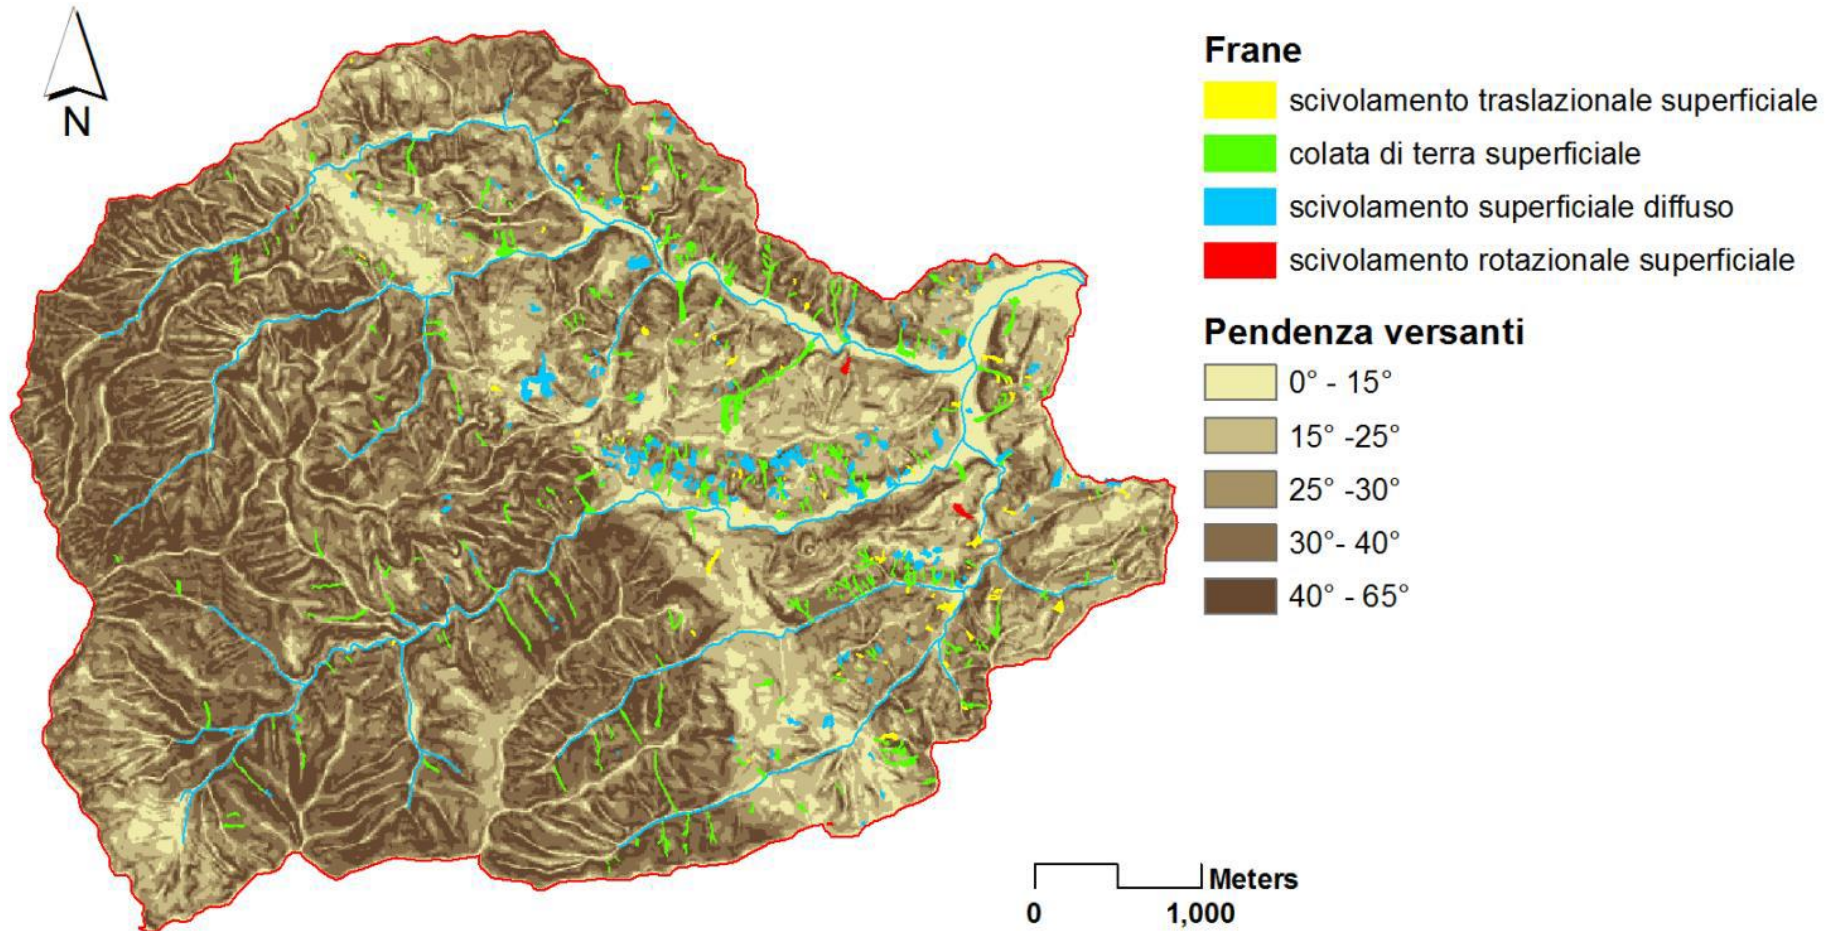 N
Frane
scivolamento traslazionale superficiale
colata di terra superficiale
scivolamento superficiale diffuso
scivolamento rotazionale superficiale
Pendenza versanti
0° - 15°
15° -25°
25° -30°
30°- 40°
40° - 65°
Meters
0 1,000